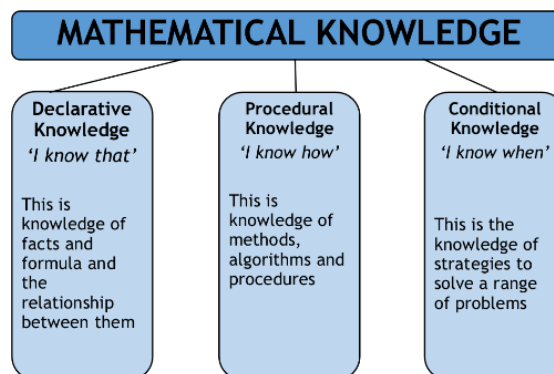 MATHEMATICAL KNOWLEDGE
Declarative
Knowledge
‘I know that’
This is
knowledge of
facts and
formula and
the
relationship
between them
Procedural
Knowledge
‘I know how’
This is
knowledge of
methods,
algorithms and
procedures
Conditional
Knowledge
‘I know when’
This is the
knowledge of
strategies to
solve a range
of problems